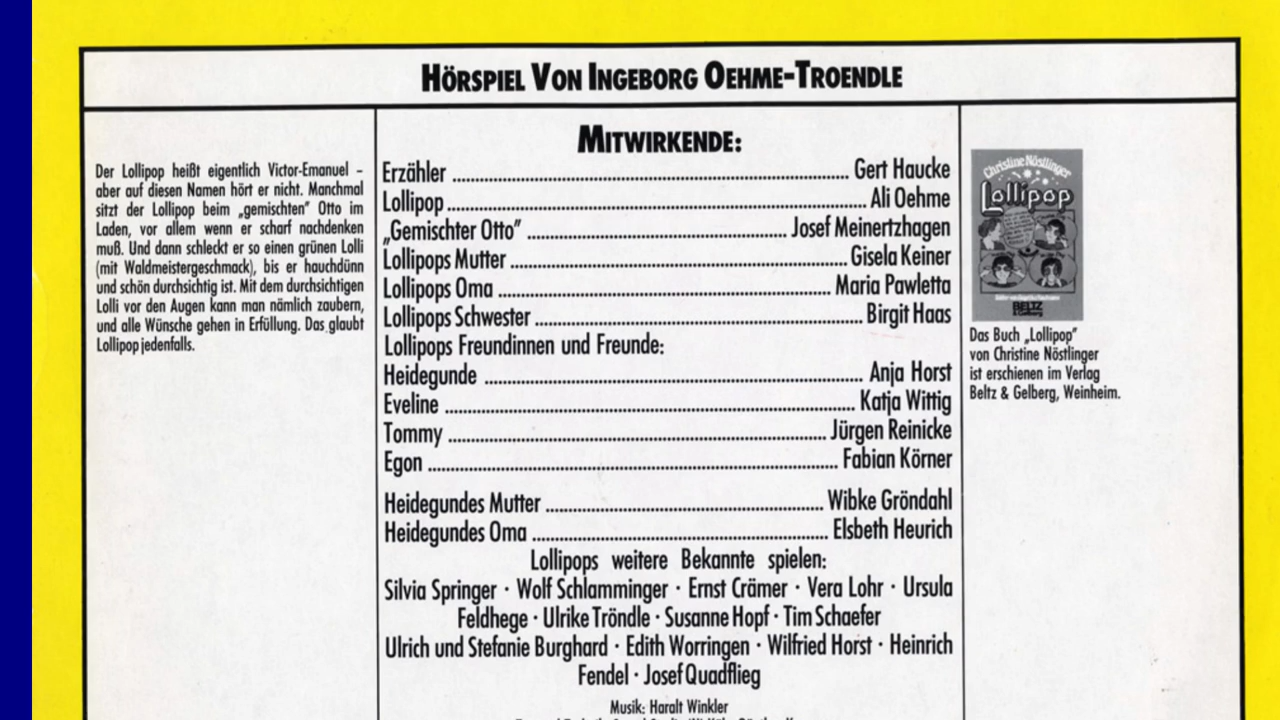 HÖRSPIEL VON INGEBORG OEHME-TROENDLE
Der Lollipop heißt eigentlich Victor-Emanuel –
aber auf diesen Namen hört er nicht. Manchmal
sitzt der Lollipop beim „gemischten" Otto im
Laden, vor allem wenn er scharf nachdenken
muß. Und dann schleckt er so einen grünen Lolli
(mit Waldmeistergeschmack), bis er hauchdünn
und schön durchsichtig ist. Mit dem durchsichtigen
Lolli vor den Augen kann man nämlich zaubern,
und alle Wünsche gehen in Erfüllung. Das glaubt
Lollipop jedenfalls.
MITWIRKENDE:
Erzähler ........ Gert Haucke
Lollipop ........ Ali Oehme
„Gemischter Otto" ........ Josef Meinertzhagen
Lollipops Mutter ........ Gisela Keiner
Lollipops Oma ........ Maria Pawletta
Lollipops Schwester ........ Birgit Haas
Lollipops Freundinnen und Freunde:
Heidegunde ........ Anja Horst
Eveline ........ Katja Wittig
Tommy ........ Jürgen Reinicke
Egon ........ Fabian Körner
Heidegundes Mutter ........ Wibke Gröndahl
Heidegundes Oma ........ Elsbeth Heurich
Lollipops weitere Bekannte spielen:
Silvia Springer · Wolf Schlamminger · Ernst Crämer · Vera Lohr · Ursula
Feldhege · Ulrike Tröndle · Susanne Hopf · Tim Schaefer
Ulrich und Stefanie Burghard · Edith Worringen · Wilfried Horst · Heinrich
Fendel · Josef Quadflieg
Musik: Haralt Winkler
Christine Nöstlinger
Lollipop
BELTZ
Das Buch „Lollipop"
von Christine Nöstlinger
ist erschienen im Verlag
Beltz & Gelberg, Weinheim.